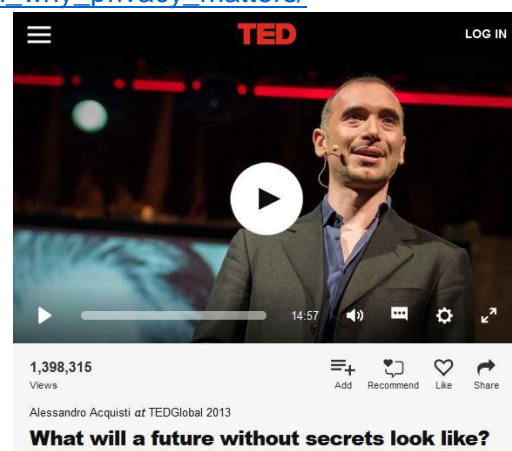 i_why_privacy_matters/
TED
LOG IN
14:57
1,398,315
Views
Add
Recommend
Like
Share
Alessandro Acquisti at TEDGlobal 2013
What will a future without secrets look like?